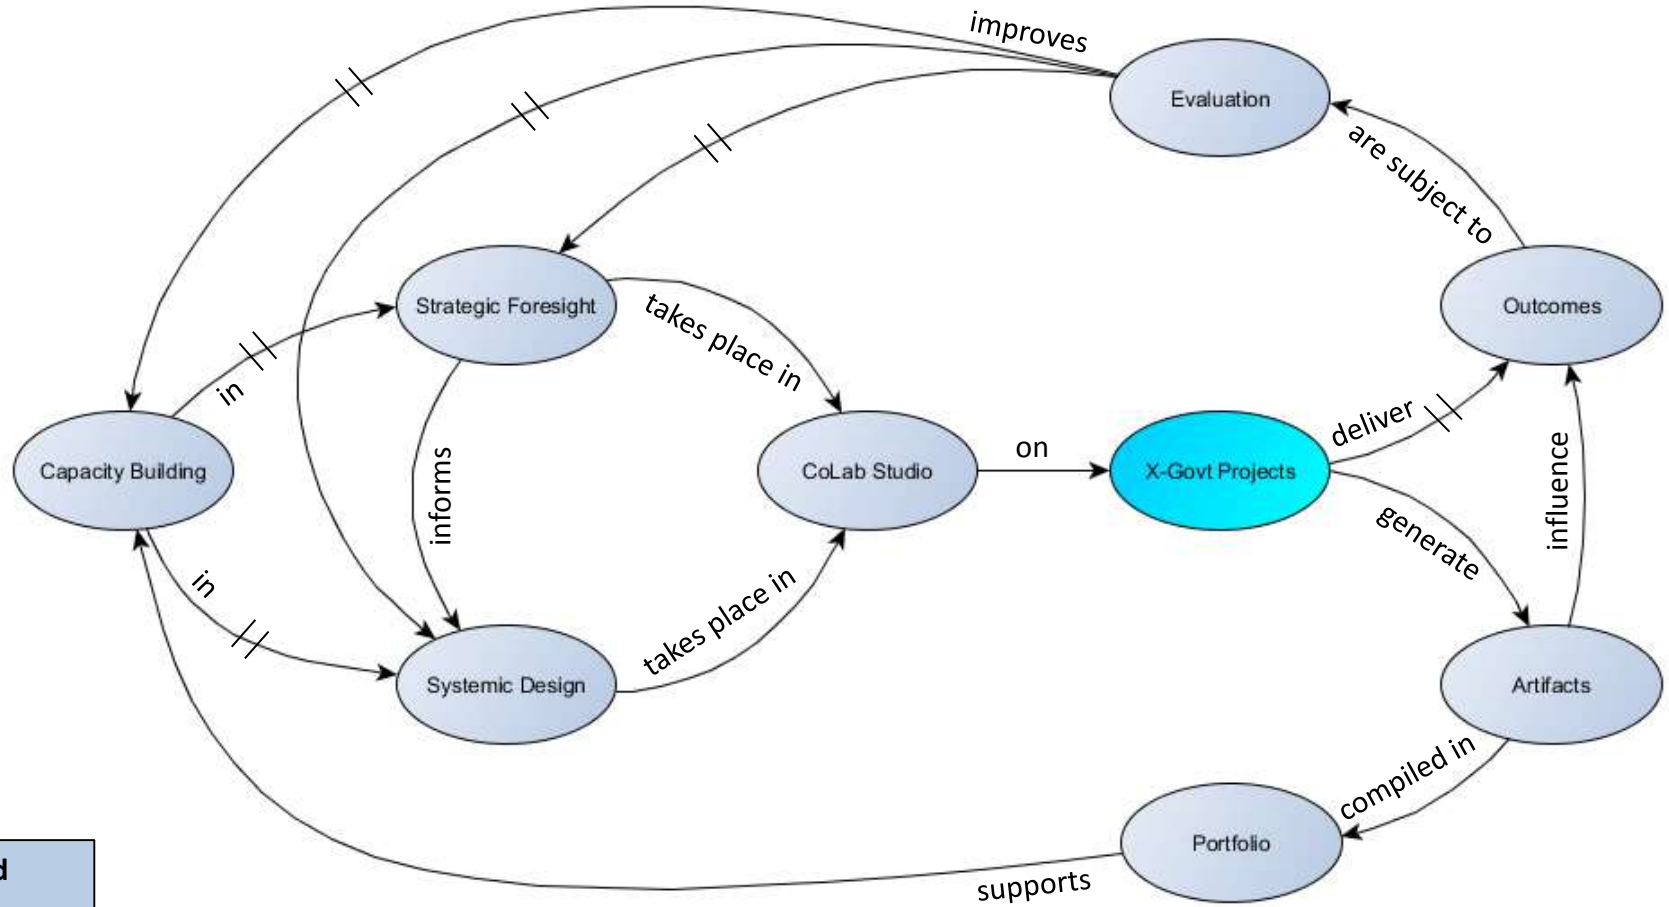 improves
Evaluation
are subject to
Strategic Foresight
takes place in
Outcomes
in
deliver
Capacity Building
informs
CoLab Studio
on
X-Govt Projects
influence
generate
in
takes place in
Systemic Design
Artifacts
compiled in
Portfolio
supports